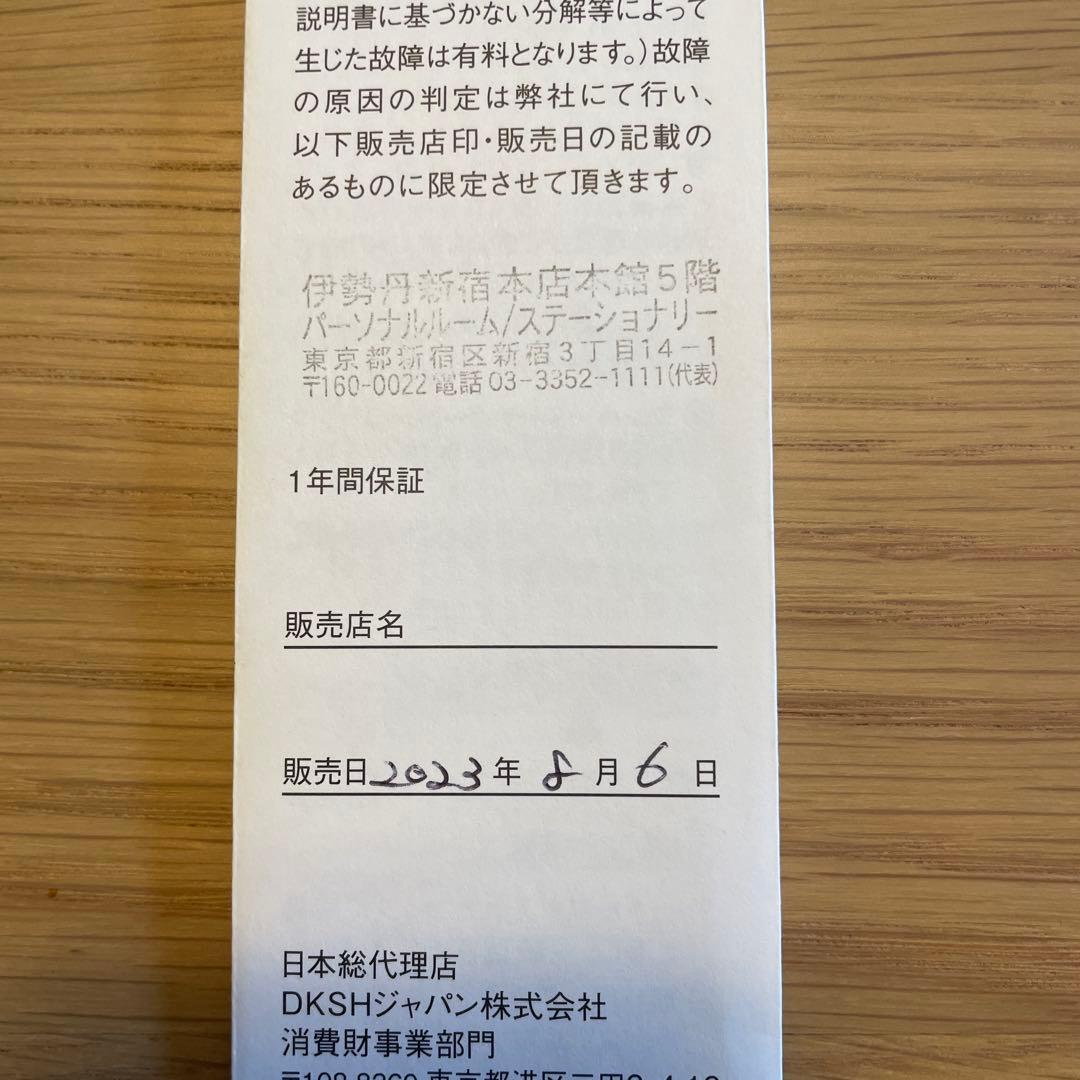 説明書に基づかない分解等によって
生じた故障は有料となります。)故障
の原因の判定は弊社にて行い、
以下販売店印・販売日の記載の
あるものに限定させて頂きます。
伊勢丹新宿本店本館5階
パーソナルルーム/ステーショナリー
東京都新宿区新宿3丁目14-1
〒160-0022 電話 03-3352-1111(代表)
1年間保証
販売店名
販売日 2023 年 8 月 6 日
日本総代理店
DKSHジャパン株式会社
消費財事業部門